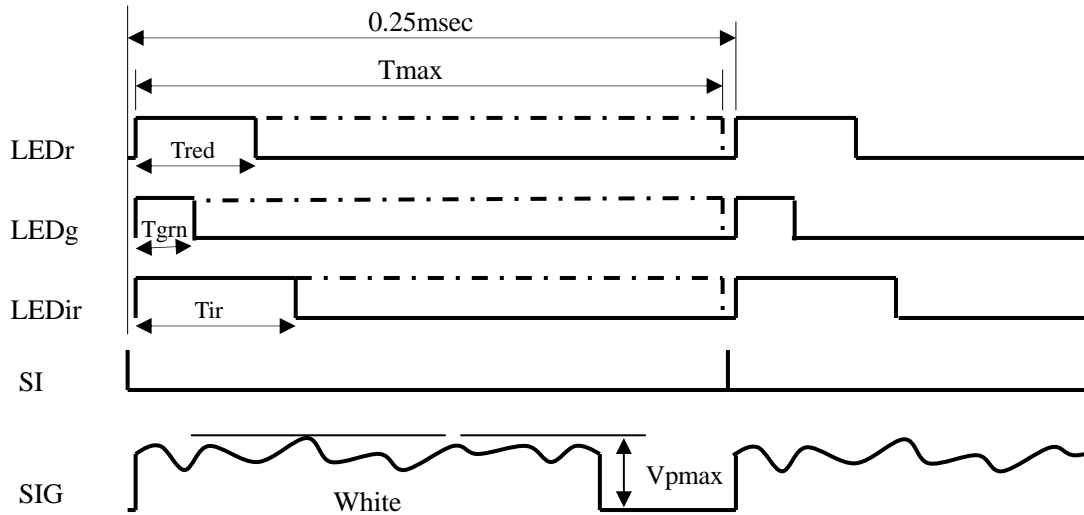 0.25msec
Tmax
LEDr
Tred
LEDg
Tgrn
LEDir
Tir
SI
SIG
White
Vpmax